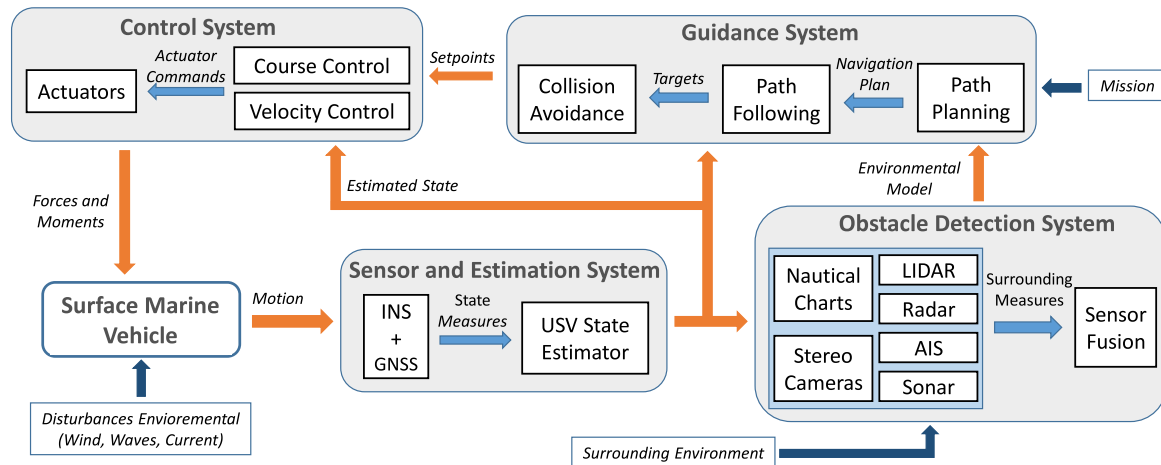 Control System
Actuator
Commands
Actuators
Course Control
Velocity Control
Setpoints
Guidance System
Collision
Avoidance
Targets
Path
Following
Navigation
Plan
Path
Planning
Mission
Forces and
Moments
Estimated State
Environmental
Model
Surface Marine
Vehicle
Motion
Sensor and Estimation System
INS
+
GNSS
State
Measures
USV State
Estimator
Obstacle Detection System
Nautical
Charts
Stereo
Cameras
LIDAR
Radar
AIS
Sonar
Surrounding
Measures
Sensor
Fusion
Disturbances Envioremental
(Wind, Waves, Current)
Surrounding Environment